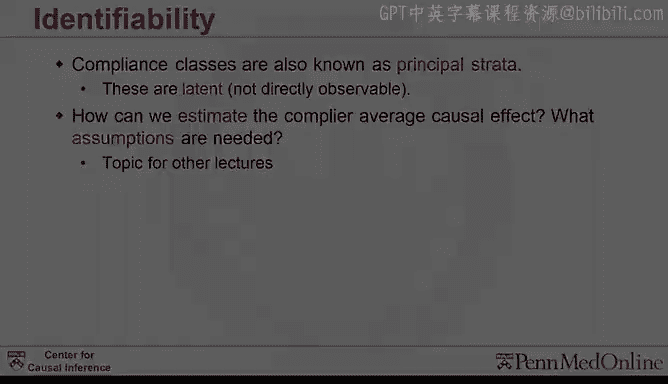 GPT中英字幕课程资源@bilibili.com
Identifiability
Compliance classes are also known as principal strata.
These are latent (not directly observable).
How can we estimate the complier average causal effect? What
assumptions are needed?
Topic for other lectures
Center for
Causal Inference
PennMedOnline